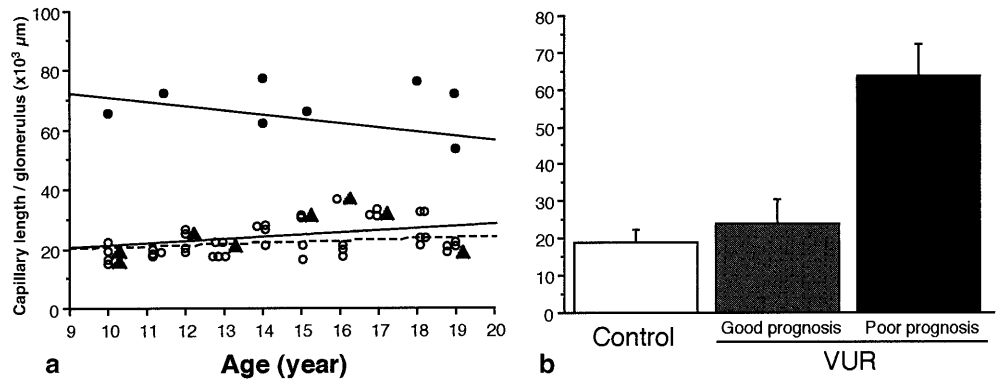 Capillary length / glomerulus (x10³ µm)
100
80
60
40
20
0
9 10 11 12 13 14 15 16 17 18 19 20
a
Age (year)
80
70
60
50
40
30
20
10
0
Control
Good prognosis
Poor prognosis
VUR
b